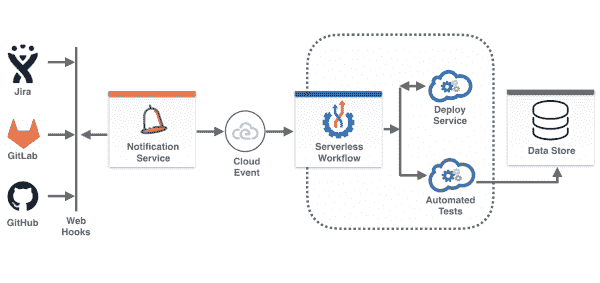 Jira
GitLab
GitHub
Web
Hooks
Notification
Service
Cloud
Event
Serverless
Workflow
Deploy
Service
Automated
Tests
Data Store